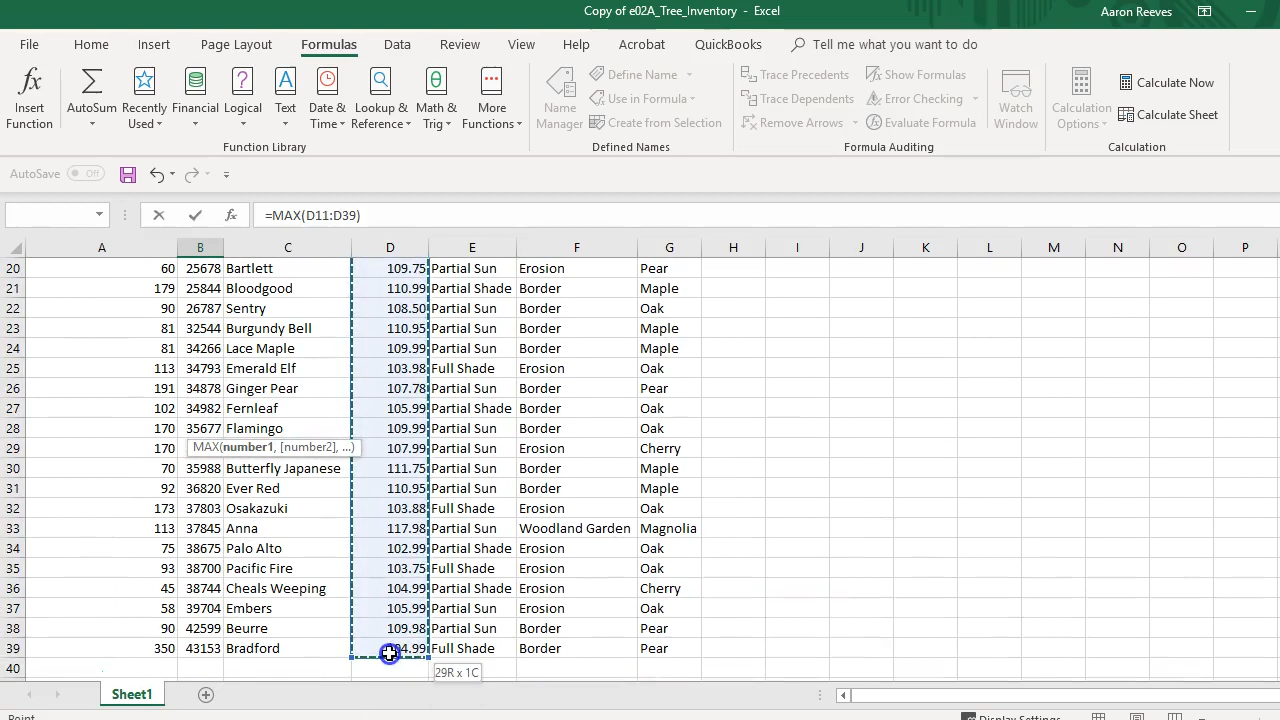 Copy of e02A_Tree_Inventory - Excel
Aaron Reeves
File Home Insert Page Layout Formulas Data Review View Help Acrobat QuickBooks Tell me what you want to do
Insert Function
AutoSum
Recently Used
Financial
Logical
Text
Date & Time
Lookup & Reference
Math & Trig
More Functions
Function Library
Name Manager
Define Name
Use in Formula
Create from Selection
Defined Names
Trace Precedents
Trace Dependents
Remove Arrows
Show Formulas
Error Checking
Evaluate Formula
Formula Auditing
Watch Window
Calculation Options
Calculate Now
Calculate Sheet
Calculation
AutoSave Off
fx =MAX(D11:D39)
A B C D E F G H I J K L M N O P
20 60 25678 Bartlett 109.75 Partial Sun Erosion Pear
21 179 25844 Bloodgood 110.99 Partial Shade Border Maple
22 90 26787 Sentry 108.50 Partial Sun Border Oak
23 81 32544 Burgundy Bell 110.95 Partial Sun Border Maple
24 81 34266 Lace Maple 109.99 Partial Sun Border Maple
25 113 34793 Emerald Elf 103.98 Full Shade Erosion Oak
26 191 34878 Ginger Pear 107.78 Partial Sun Border Pear
27 102 34982 Fernleaf 105.99 Partial Shade Border Oak
28 170 35677 Flamingo 109.99 Partial Sun Border Oak
29 170 MAX(number1, [number2], ...) 107.99 Partial Sun Erosion Cherry
30 70 35988 Butterfly Japanese 111.75 Partial Sun Border Maple
31 92 36820 Ever Red 110.95 Partial Sun Border Maple
32 173 37803 Osakazuki 103.88 Full Shade Erosion Oak
33 113 37845 Anna 117.98 Partial Sun Woodland Garden Magnolia
34 75 38675 Palo Alto 102.99 Partial Shade Erosion Oak
35 93 38700 Pacific Fire 103.75 Full Shade Erosion Oak
36 45 38744 Cheals Weeping 104.99 Partial Shade Erosion Cherry
37 58 39704 Embers 105.99 Partial Sun Erosion Oak
38 90 42599 Beurre 109.98 Partial Sun Border Pear
39 350 43153 Bradford Full Shade Border Pear
40
29R x 1C
Sheet1
Point
Display Settings